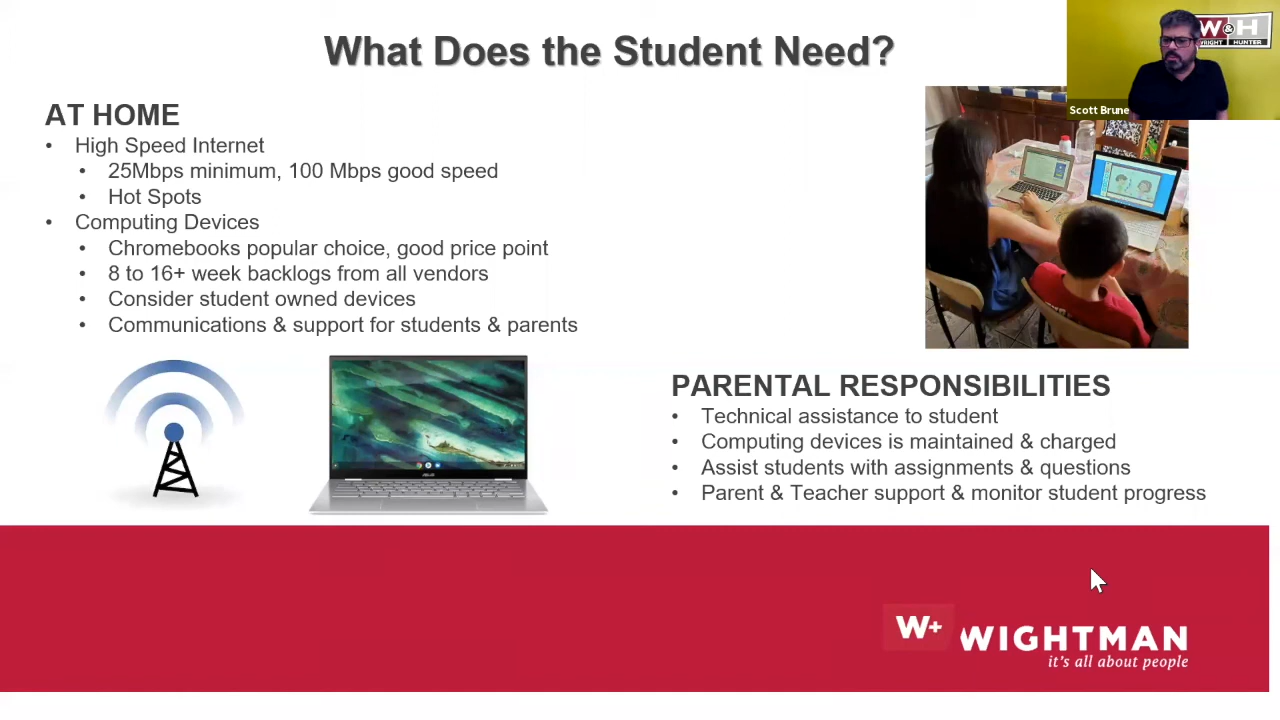 What Does the Student Need?
W&H
WRIGHT HUNTER
Scott Brune
AT HOME
• High Speed Internet
• 25Mbps minimum, 100 Mbps good speed
• Hot Spots
• Computing Devices
• Chromebooks popular choice, good price point
• 8 to 16+ week backlogs from all vendors
• Consider student owned devices
• Communications & support for students & parents
PARENTAL RESPONSIBILITIES
• Technical assistance to student
• Computing devices is maintained & charged
• Assist students with assignments & questions
• Parent & Teacher support & monitor student progress
W+ WIGHTMAN
it's all about people